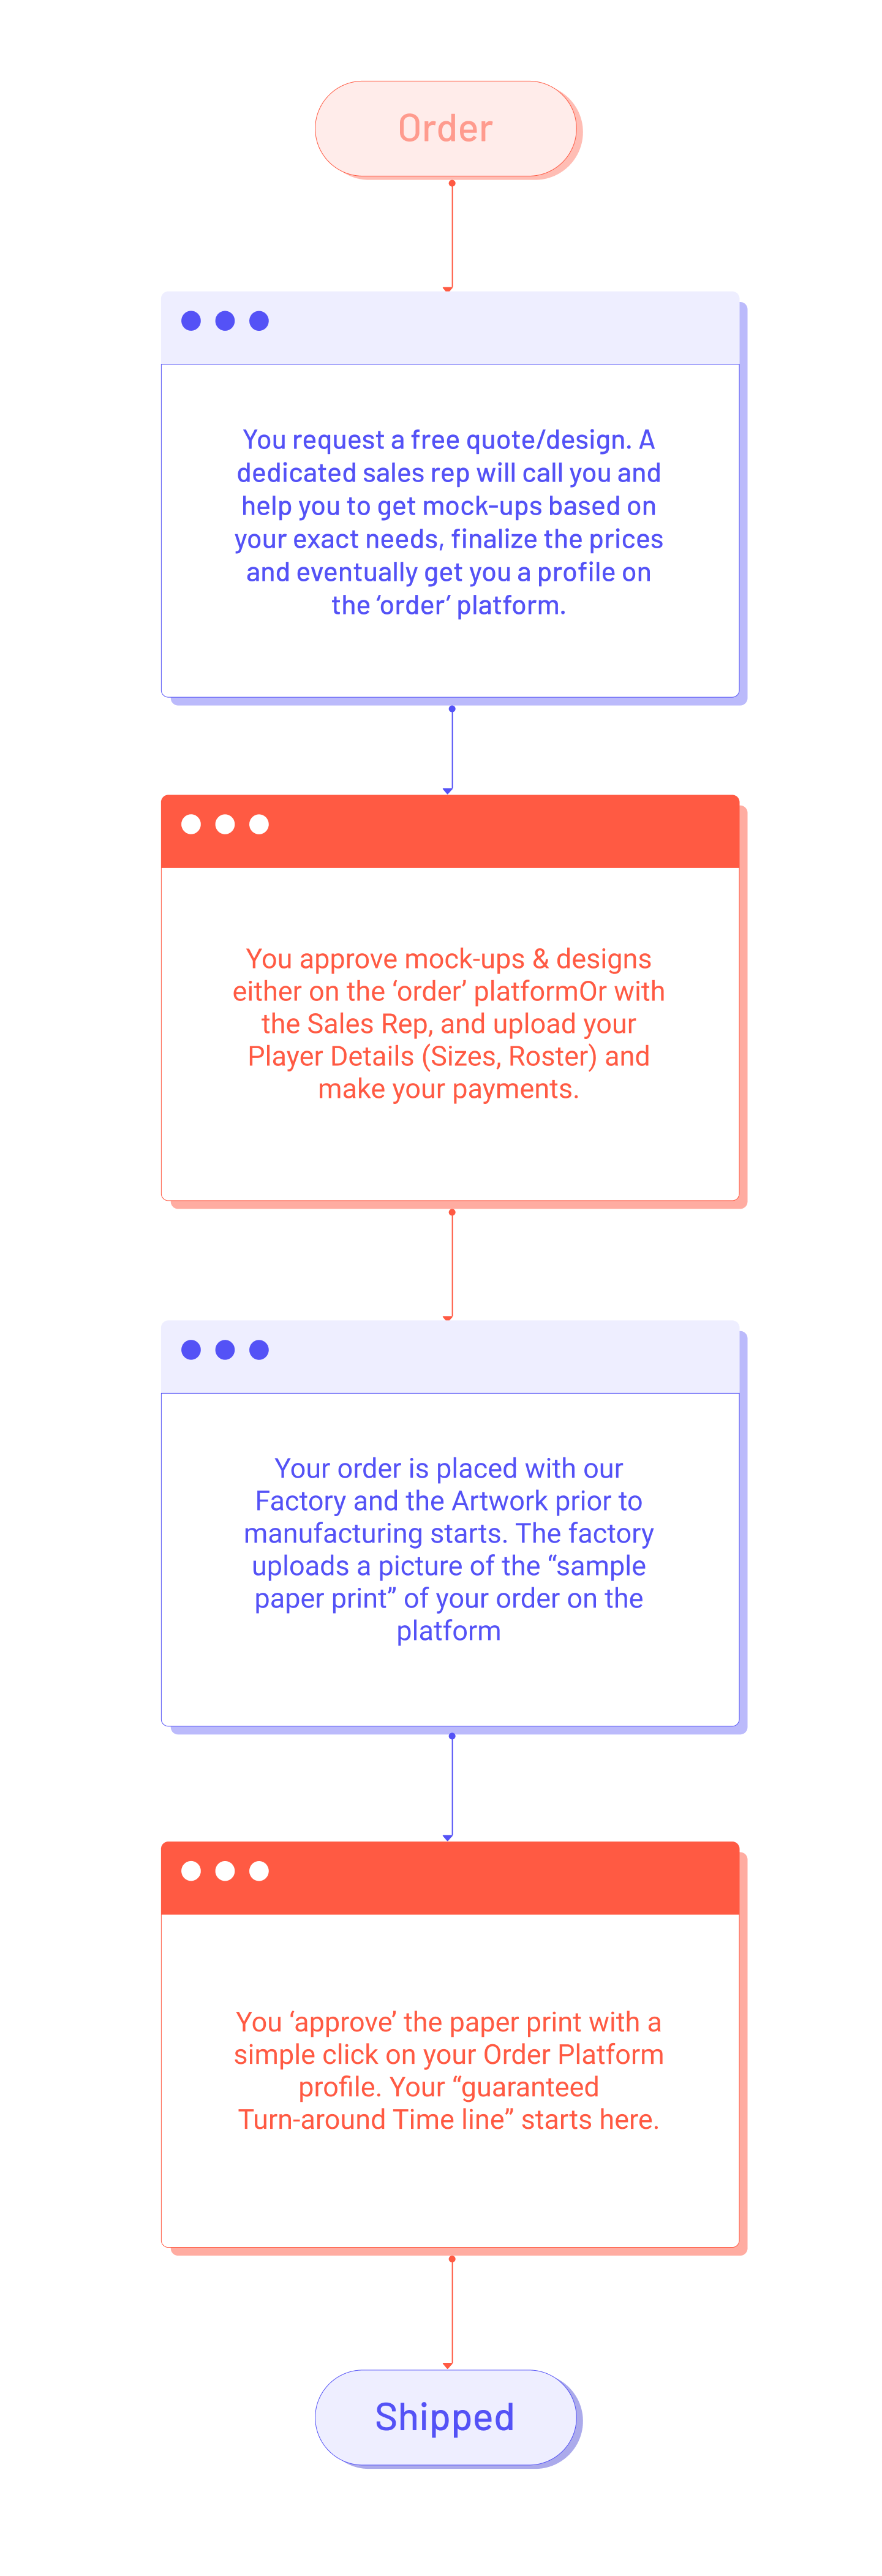 Order
You request a free quote/design. A
dedicated sales rep will call you and
help you to get mock-ups based on
your exact needs, finalize the prices
and eventually get you a profile on
the ‘order’ platform.
You approve mock-ups & designs
either on the ‘order’ platformOr with
the Sales Rep, and upload your
Player Details (Sizes, Roster) and
make your payments.
Your order is placed with our
Factory and the Artwork prior to
manufacturing starts. The factory
uploads a picture of the “sample
paper print” of your order on the
platform
You ‘approve’ the paper print with a
simple click on your Order Platform
profile. Your “guaranteed
Turn-around Time line” starts here.
Shipped